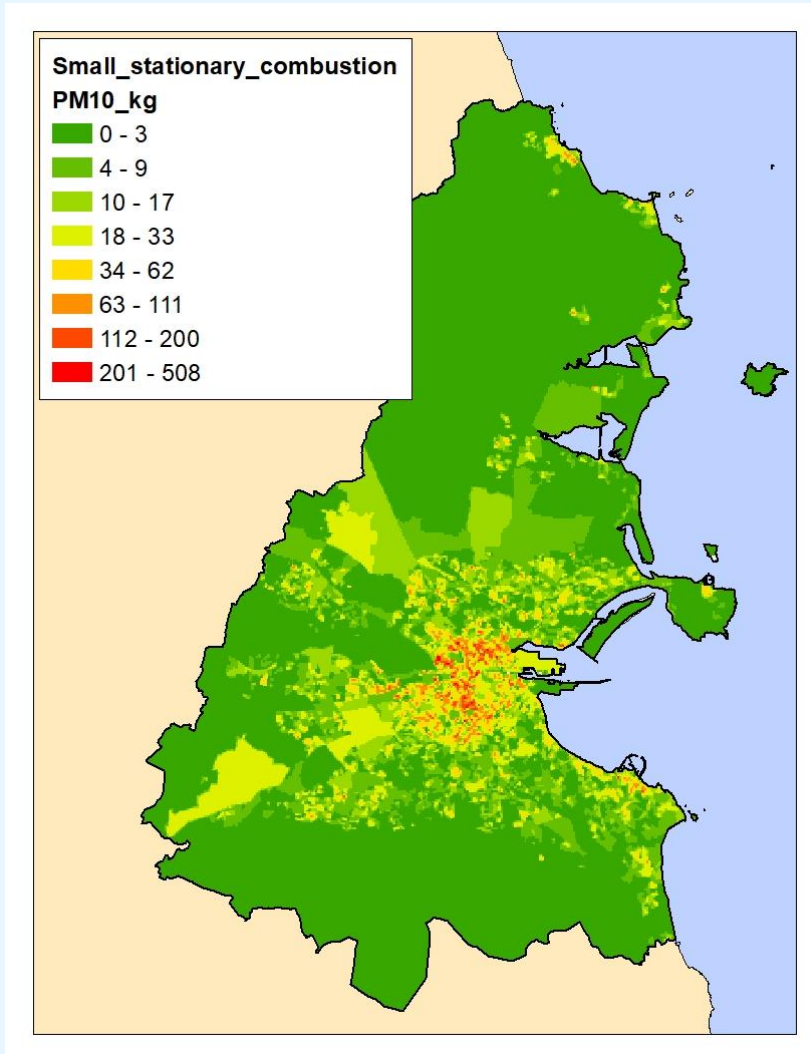 Small_stationary_combustion
PM10_kg
0 - 3
4 - 9
10 - 17
18 - 33
34 - 62
63 - 111
112 - 200
201 - 508